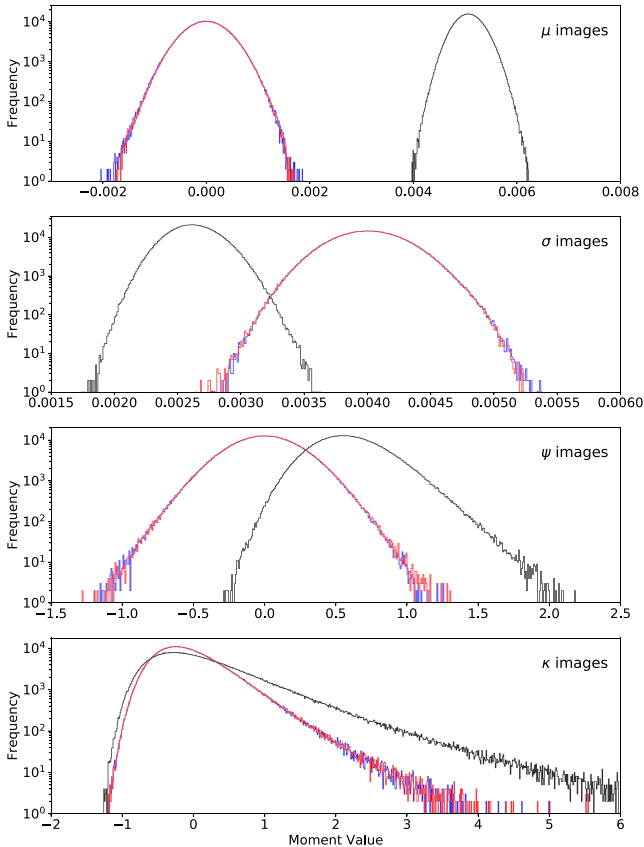 μ images
Frequency
10⁴
10³
10²
10¹
10⁰
−0.002 0.000 0.002 0.004 0.006 0.008
σ images
Frequency
10⁴
10³
10²
10¹
10⁰
0.0015 0.0020 0.0025 0.0030 0.0035 0.0040 0.0045 0.0050 0.0055 0.0060
ψ images
Frequency
10⁴
10³
10²
10¹
10⁰
−1.5 −1.0 −0.5 0.0 0.5 1.0 1.5 2.0 2.5
κ images
Frequency
10⁴
10³
10²
10¹
10⁰
−2 −1 0 1 2 3 4 5 6
Moment Value